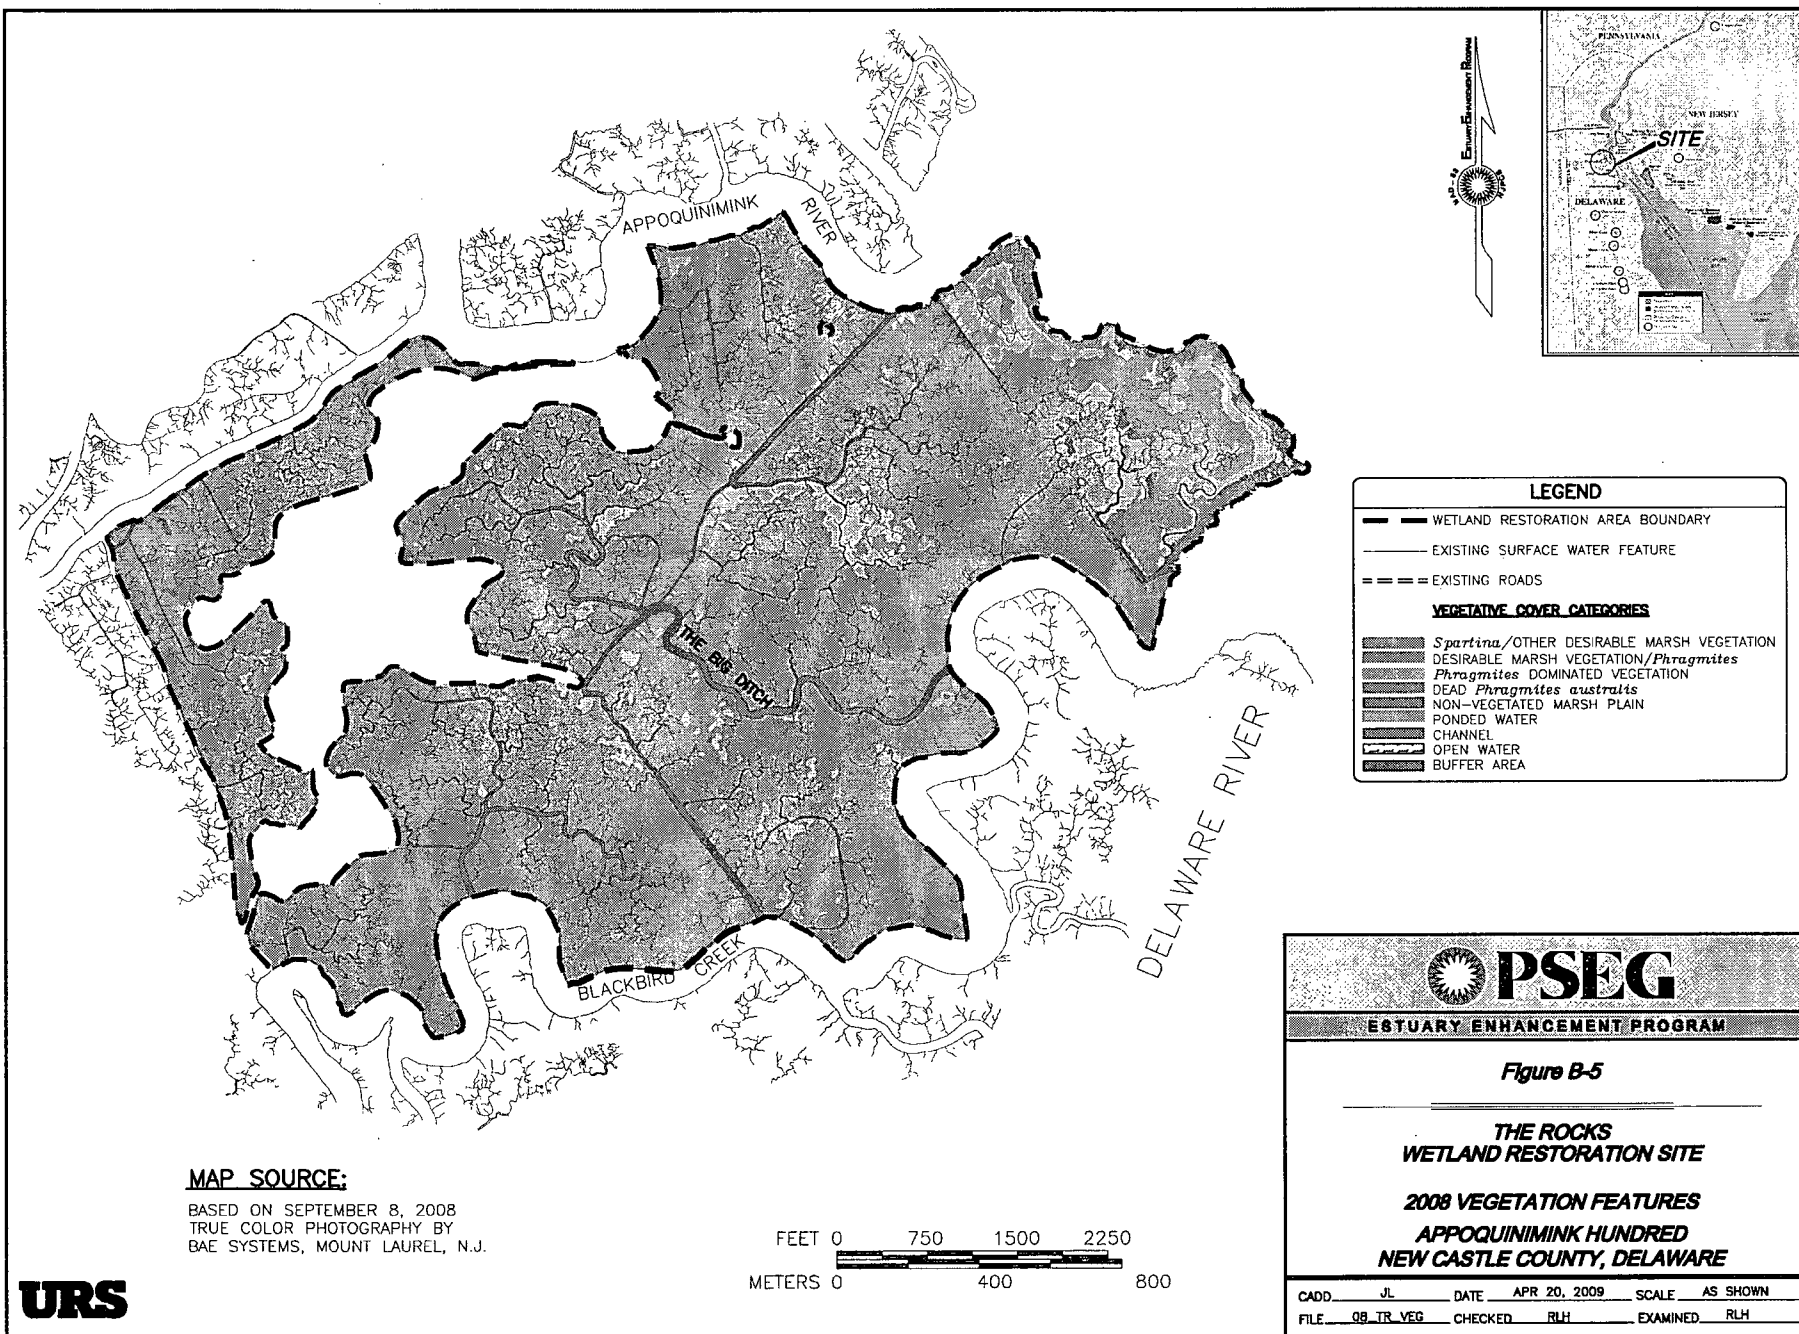 APPOQUINIMINK
RIVER
ESTUARY ENHANCEMENT PROGRAM
PENNSYLVANIA
NEW JERSEY
SITE
DELAWARE
THE BIG DITCH
BLACKBIRD CREEK
DELAWARE RIVER
LEGEND
WETLAND RESTORATION AREA BOUNDARY
EXISTING SURFACE WATER FEATURE
EXISTING ROADS
VEGETATIVE COVER CATEGORIES
Spartina/OTHER DESIRABLE MARSH VEGETATION
DESIRABLE MARSH VEGETATION/Phragmites
Phragmites DOMINATED VEGETATION
DEAD Phragmites australis
NON-VEGETATED MARSH PLAIN
PONDED WATER
CHANNEL
OPEN WATER
BUFFER AREA
PSEG
ESTUARY ENHANCEMENT PROGRAM
Figure B-5
THE ROCKS
WETLAND RESTORATION SITE
2008 VEGETATION FEATURES
APPOQUINIMINK HUNDRED
NEW CASTLE COUNTY, DELAWARE
CADD JL DATE APR 20, 2009 SCALE AS SHOWN
FILE 08_TR_VEG CHECKED RLH EXAMINED RLH
MAP SOURCE:
BASED ON SEPTEMBER 8, 2008
TRUE COLOR PHOTOGRAPHY BY
BAE SYSTEMS, MOUNT LAUREL, N.J.
FEET 0 750 1500 2250
METERS 0 400 800
URS